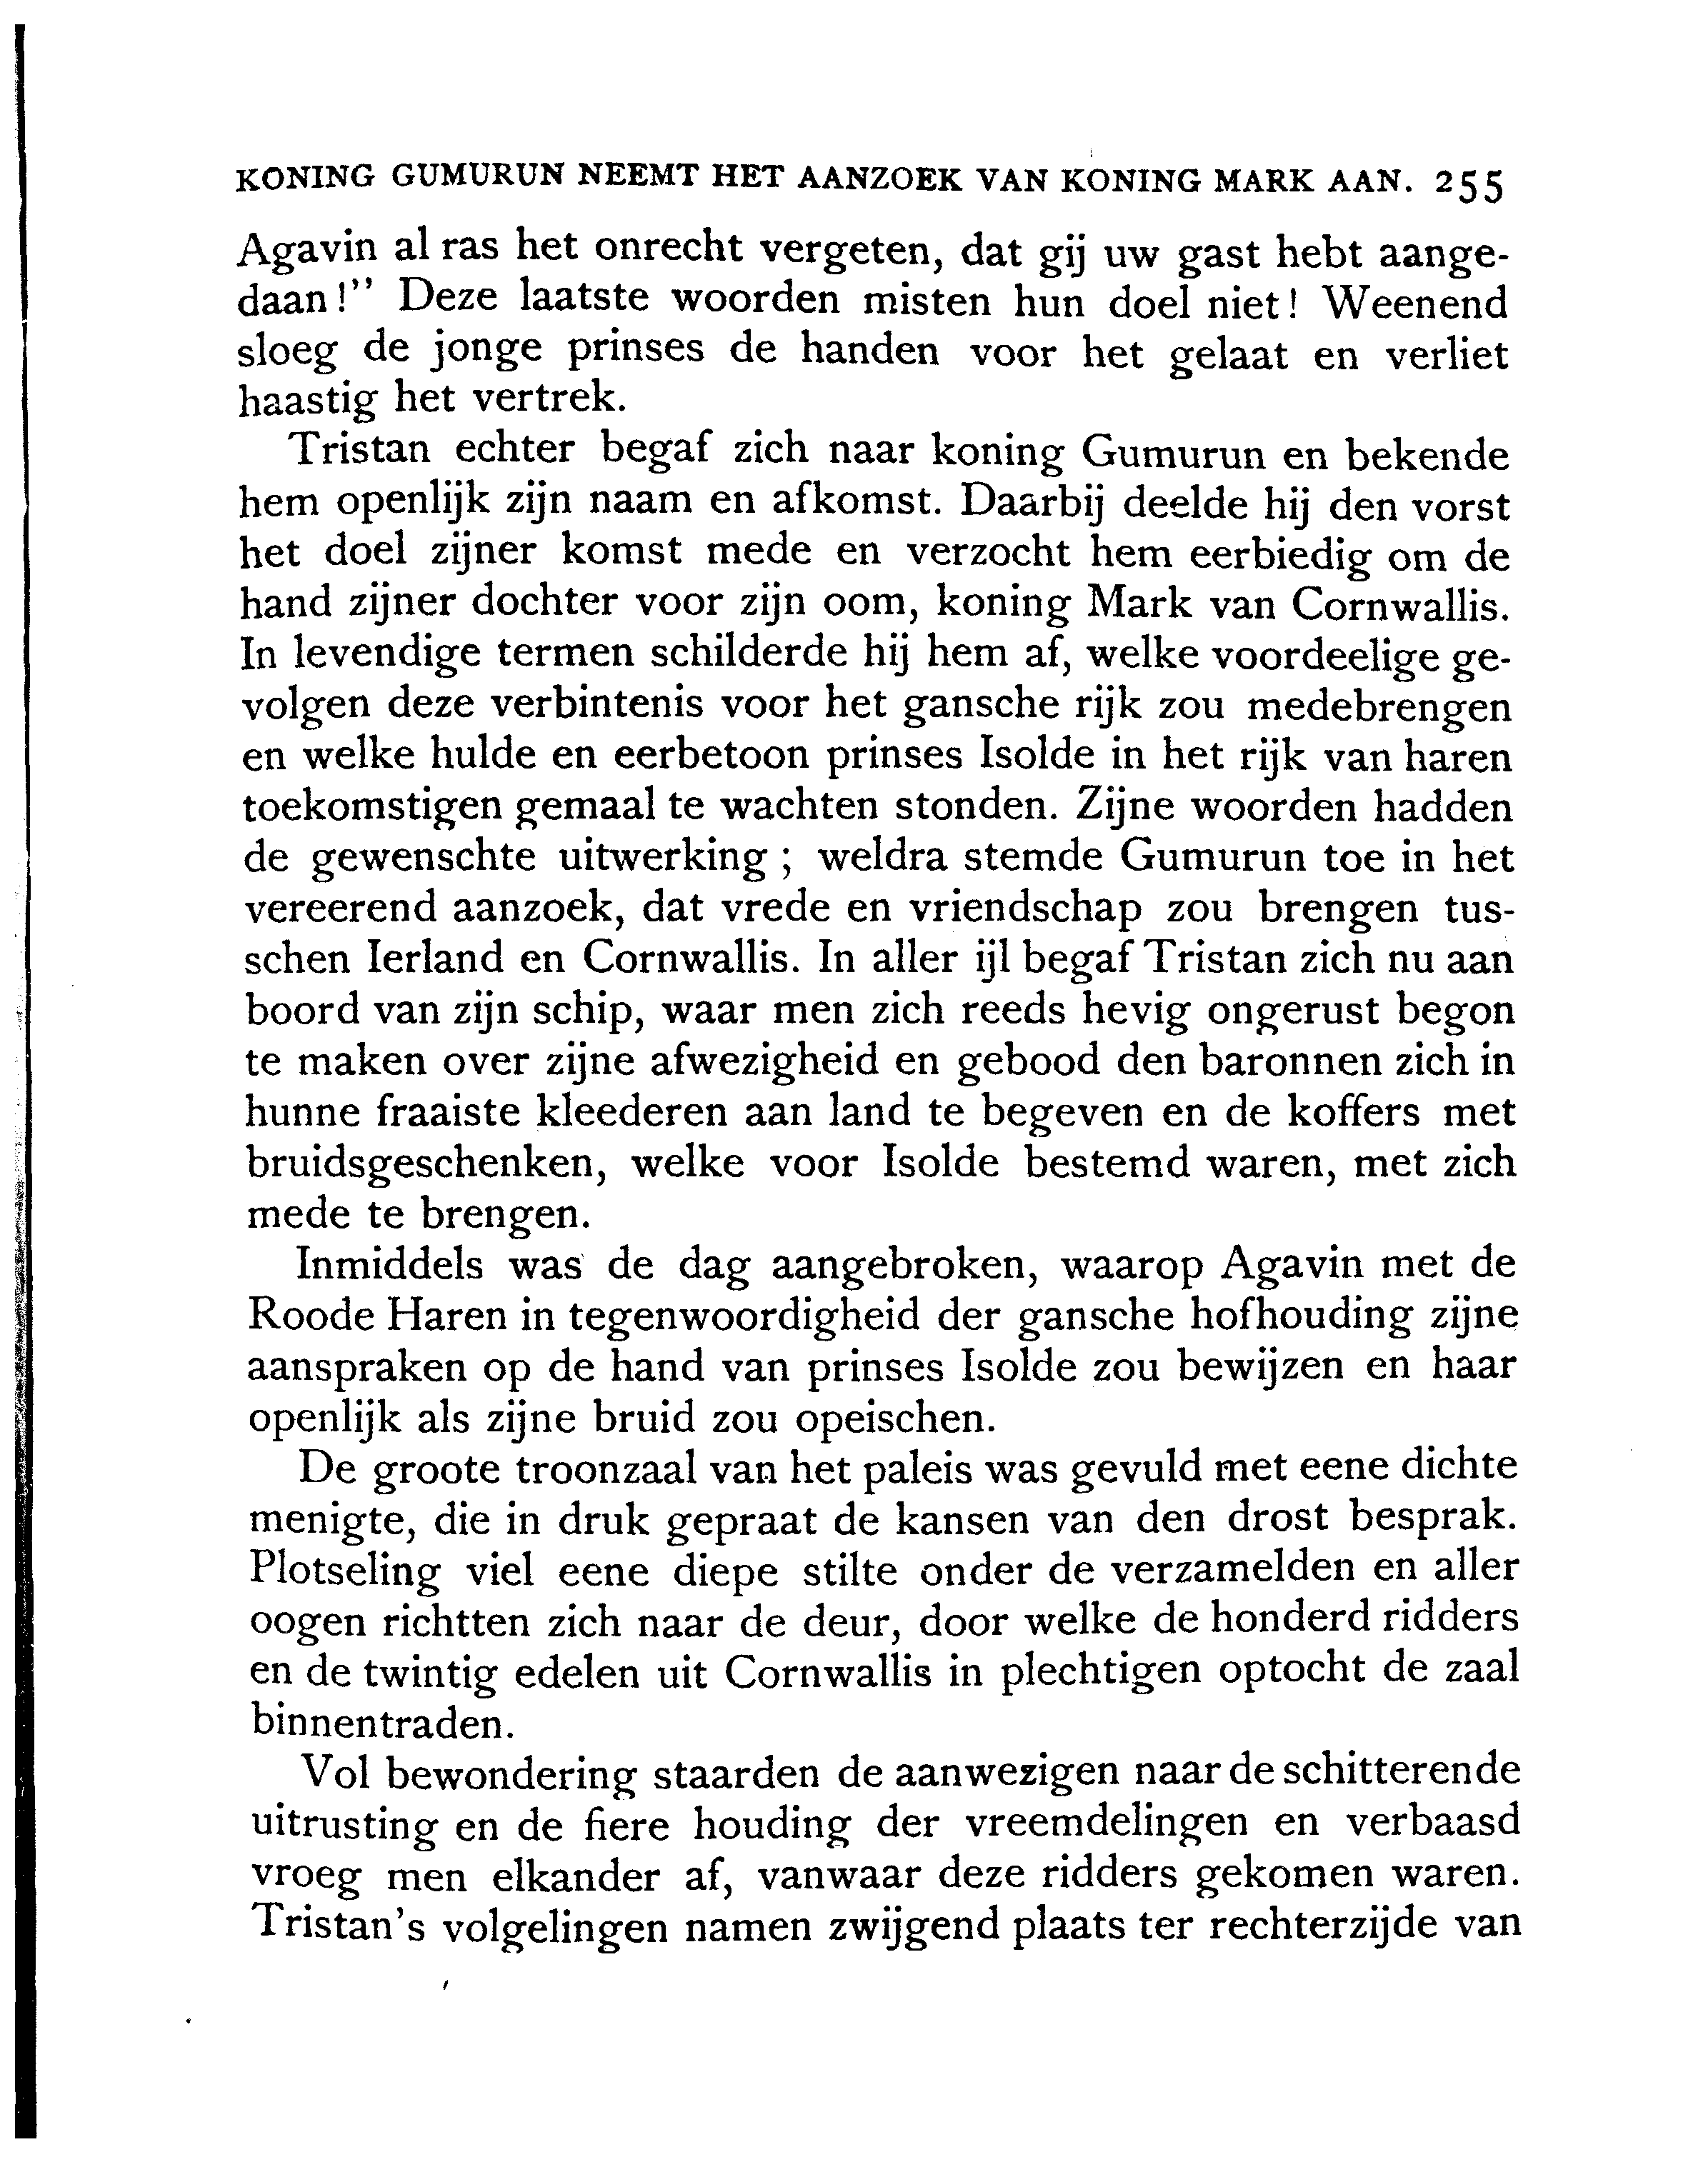 KONING GUMURUN NEEMT HET AANZOEK VAN KONING MARK AAN. 255
Agavin al ras het onrecht vergeten, dat gij uw gast hebt aange-
daan!” Deze laatste woorden misten hun doel niet! Weenend
sloeg de jonge prinses de handen voor het gelaat en verliet
haastig het vertrek.
Tristan echter begaf zich naar koning Gumurun en bekende
hem openlijk zijn naam en afkomst. Daarbij deelde hij den vorst
het doel zijner komst mede en verzocht hem eerbiedig om de
hand zijner dochter voor zijn oom, koning Mark van Cornwallis.
In levendige termen schilderde hij hem af, welke voordeelige ge-
volgen deze verbintenis voor het gansche rijk zou medebrengen
en welke hulde en eerbetoon prinses Isolde in het rijk van haren
toekomstigen gemaal te wachten stonden. Zijne woorden hadden
de gewenschte uitwerking; weldra stemde Gumurun toe in het
vereerend aanzoek, dat vrede en vriendschap zou brengen tus-
schen Ierland en Cornwallis. In aller ijl begaf Tristan zich nu aan
boord van zijn schip, waar men zich reeds hevig ongerust begon
te maken over zijne afwezigheid en gebood den baronnen zich in
hunne fraaiste kleederen aan land te begeven en de koffers met
bruidsgeschenken, welke voor Isolde bestemd waren, met zich
mede te brengen.
Inmiddels was de dag aangebroken, waarop Agavin met de
Roode Haren in tegenwoordigheid der gansche hofhouding zijne
aanspraken op de hand van prinses Isolde zou bewijzen en haar
openlijk als zijne bruid zou opeischen.
De groote troonzaal van het paleis was gevuld met eene dichte
menigte, die in druk gepraat de kansen van den drost besprak.
Plotseling viel eene diepe stilte onder de verzamelden en aller
oogen richtten zich naar de deur, door welke de honderd ridders
en de twintig edelen uit Cornwallis in plechtigen optocht de zaal
binnentraden.
Vol bewondering staarden de aanwezigen naar de schitterende
uitrusting en de fiere houding der vreemdelingen en verbaasd
vroeg men elkander af, vanwaar deze ridders gekomen waren.
Tristan's volgelingen namen zwijgend plaats ter rechterzijde van